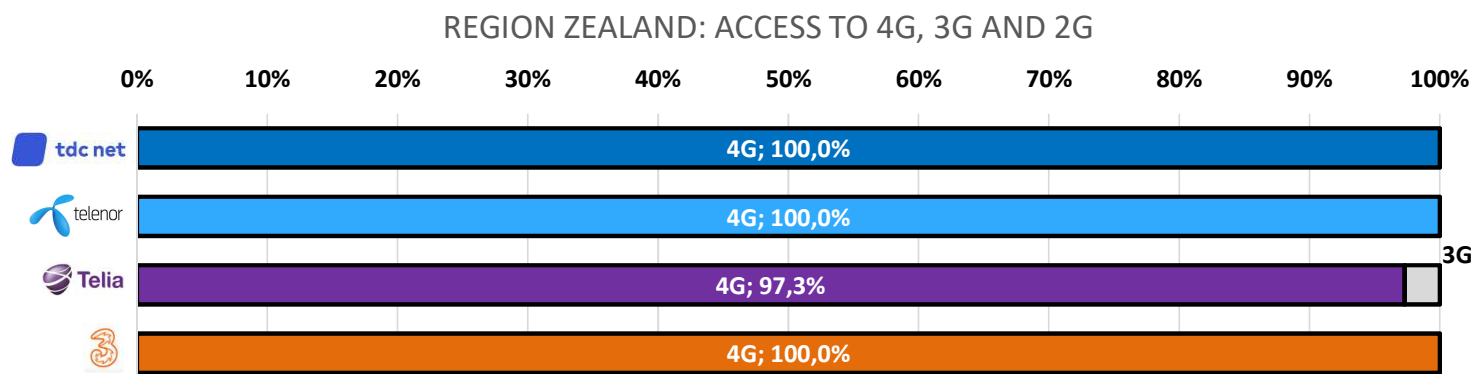 REGION ZEALAND: ACCESS TO 4G, 3G AND 2G
0% 10% 20% 30% 40% 50% 60% 70% 80% 90% 100%
tdc net 4G; 100,0%
telenor 4G; 100,0%
3G
Telia 4G; 97,3%
3 4G; 100,0%